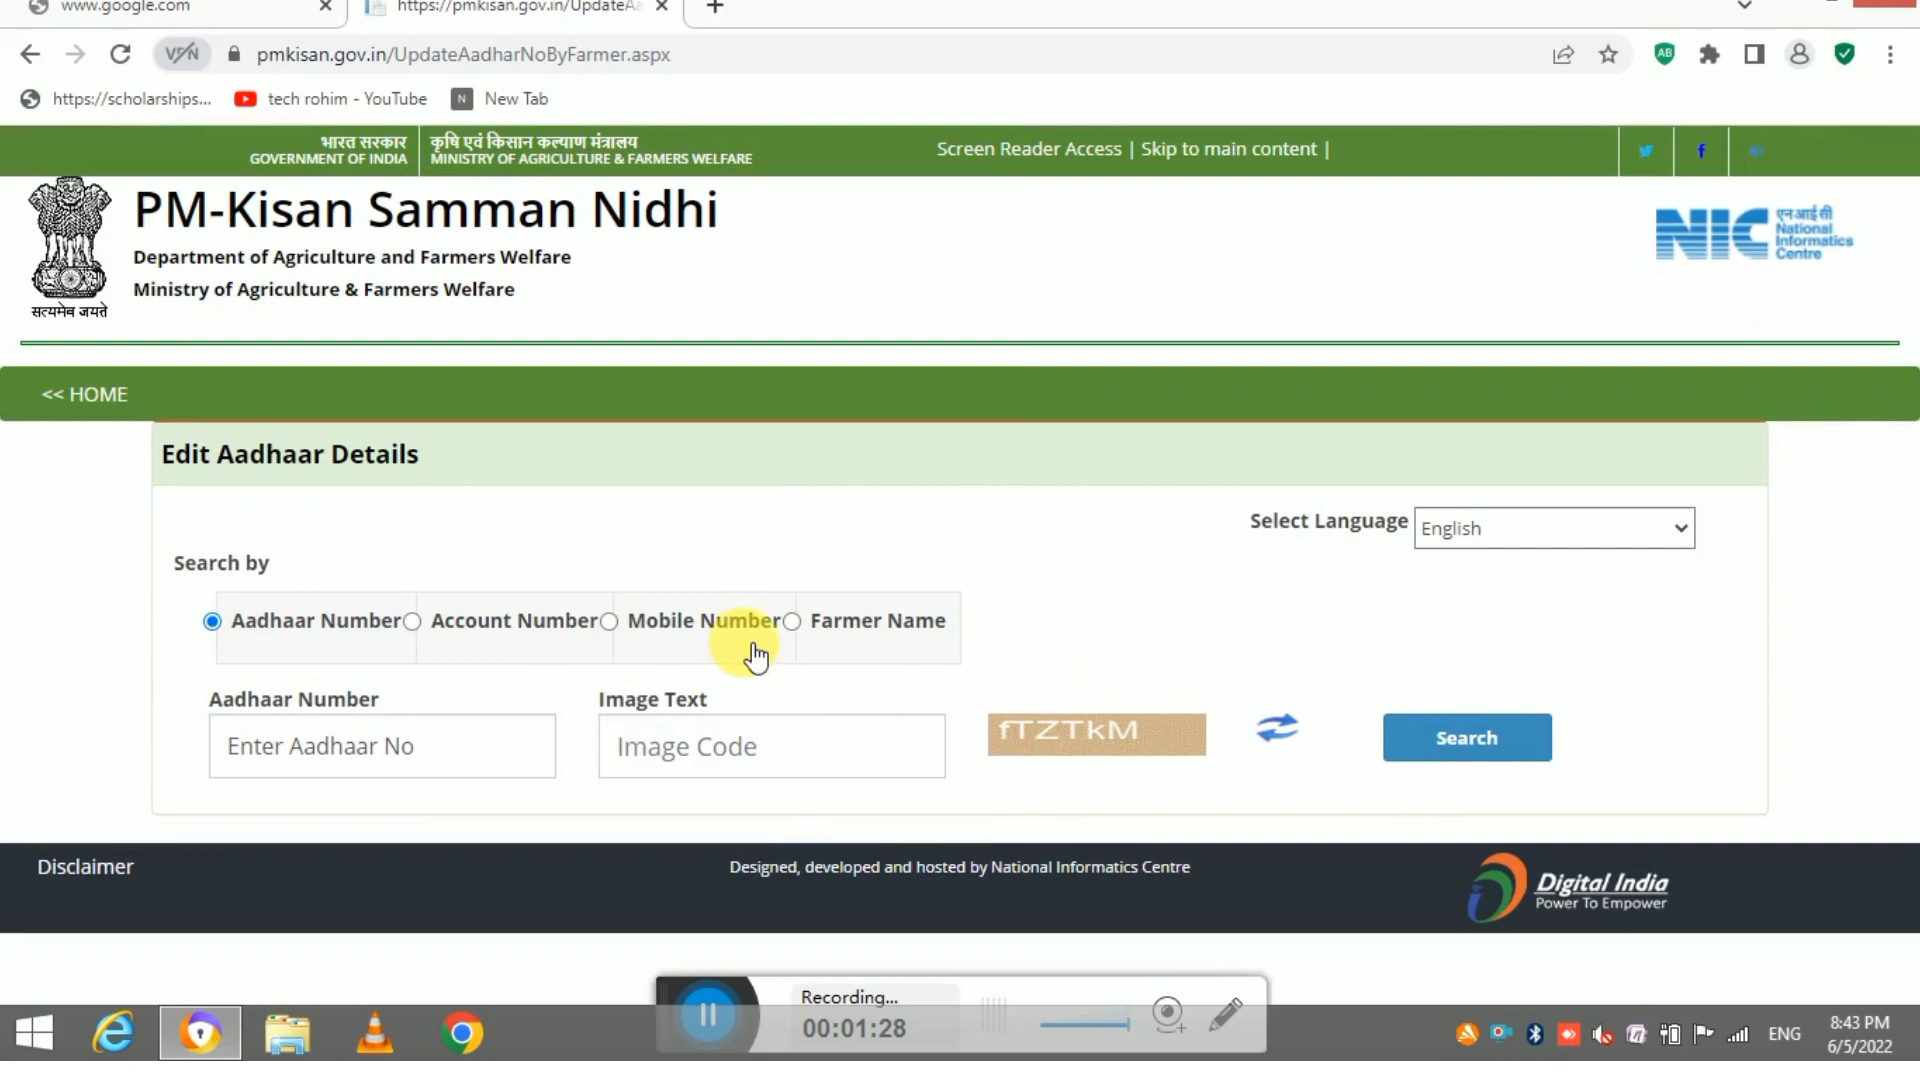 www.google.com
https://pmkisan.gov.in/UpdateAa
pmkisan.gov.in/UpdateAadharNoByFarmer.aspx
https://scholarships...
tech rohim - YouTube
N New Tab
भारत सरकार
GOVERNMENT OF INDIA
कृषि एवं किसान कल्याण मंत्रालय
MINISTRY OF AGRICULTURE & FARMERS WELFARE
Screen Reader Access | Skip to main content |
PM-Kisan Samman Nidhi
Department of Agriculture and Farmers Welfare
Ministry of Agriculture & Farmers Welfare
सत्यमेव जयते
NIC
एन आई सी
National
Informatics
Centre
<< HOME
Edit Aadhaar Details
Select Language English
Search by
Aadhaar Number Account Number Mobile Number Farmer Name
Aadhaar Number
Image Text
Enter Aadhaar No
Image Code
fTZTkM
Search
Disclaimer
Designed, developed and hosted by National Informatics Centre
Digital India
Power To Empower
Recording...
00:01:28
ENG
8:43 PM
6/5/2022